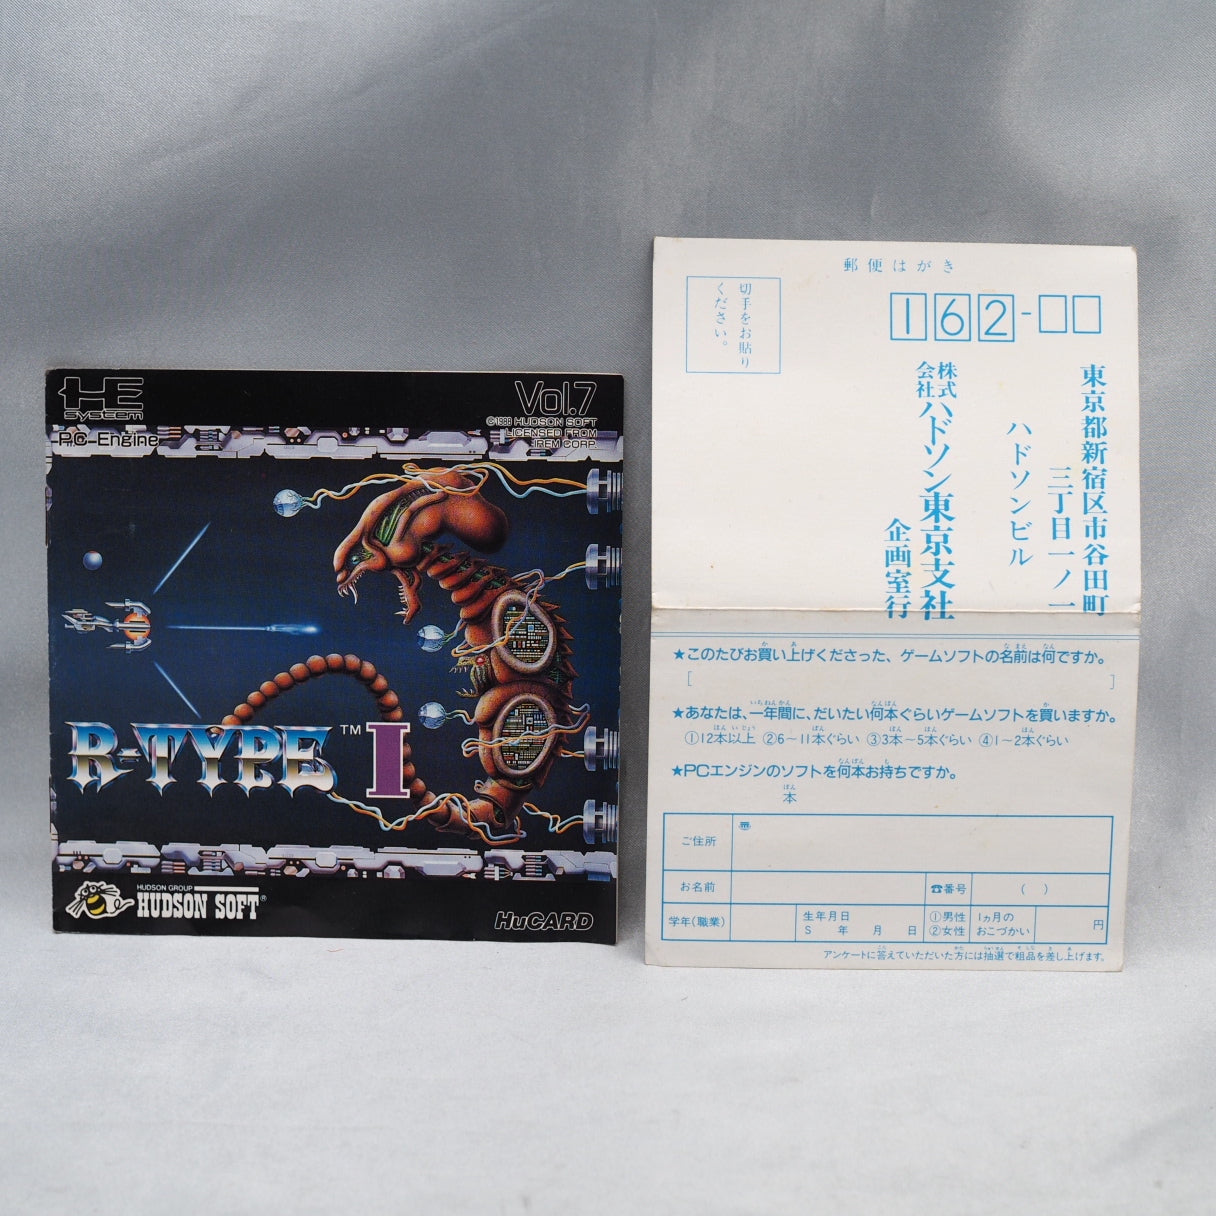 HE
SYSTEM
PC Engine
Vol.7
©1988 HUDSON SOFT
LICENSED FROM
IREM CORP.
R-TYPE™ I
HUDSON GROUP
HUDSON SOFT®
HuCARD
郵便はがき
切手をお貼り
ください。
162-
東京都新宿区市谷田町
三丁目一ノ一
ハドソンビル
株式会社ハドソン東京支社
企画室行
★このたびお買い上げくださった、ゲームソフトの名前は何ですか。
[ ]
★あなたは、一年間に、だいたい何本ぐらいゲームソフトを買いますか。
①12本以上 ②6〜11本ぐらい ③3本〜5本ぐらい ④1〜2本ぐらい
★PCエンジンのソフトを何本お持ちですか。
本
ご住所 〠
お名前 ☎番号 ( )
学年(職業) 生年月日 S 年 月 日 ①男性 ②女性 1ヵ月のおこづかい 円
アンケートに答えていただいた方には抽選で粗品を差し上げます。